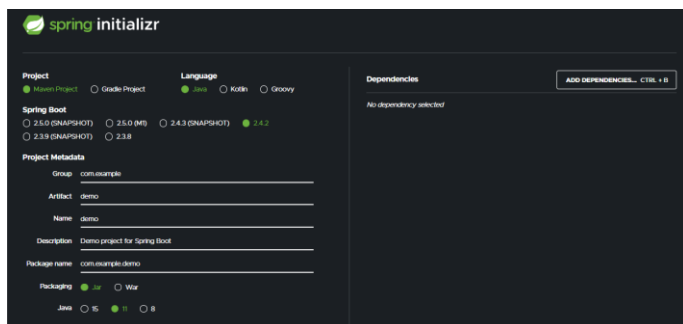 spring initializr
Project
Maven Project Gradle Project
Language
Java Kotlin Groovy
Spring Boot
2.5.0 (SNAPSHOT) 2.5.0 (M1) 2.4.3 (SNAPSHOT) 2.4.2
2.3.9 (SNAPSHOT) 2.3.8
Project Metadata
Group com.example
Artifact demo
Name demo
Description Demo project for Spring Boot
Package name com.example.demo
Packaging Jar War
Java 15 11 8
Dependencies
ADD DEPENDENCIES... CTRL + B
No dependency selected